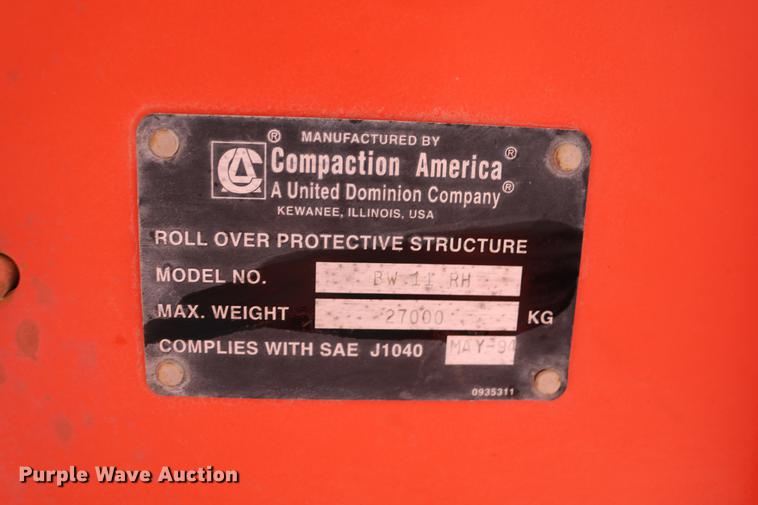 ® MANUFACTURED BY
CA Compaction America®
A United Dominion Company®
KEWANEE, ILLINOIS, USA
ROLL OVER PROTECTIVE STRUCTURE
MODEL NO. BW 11 RH
MAX. WEIGHT 27000 KG
COMPLIES WITH SAE J1040 MAY-94
0935311
Purple Wave Auction